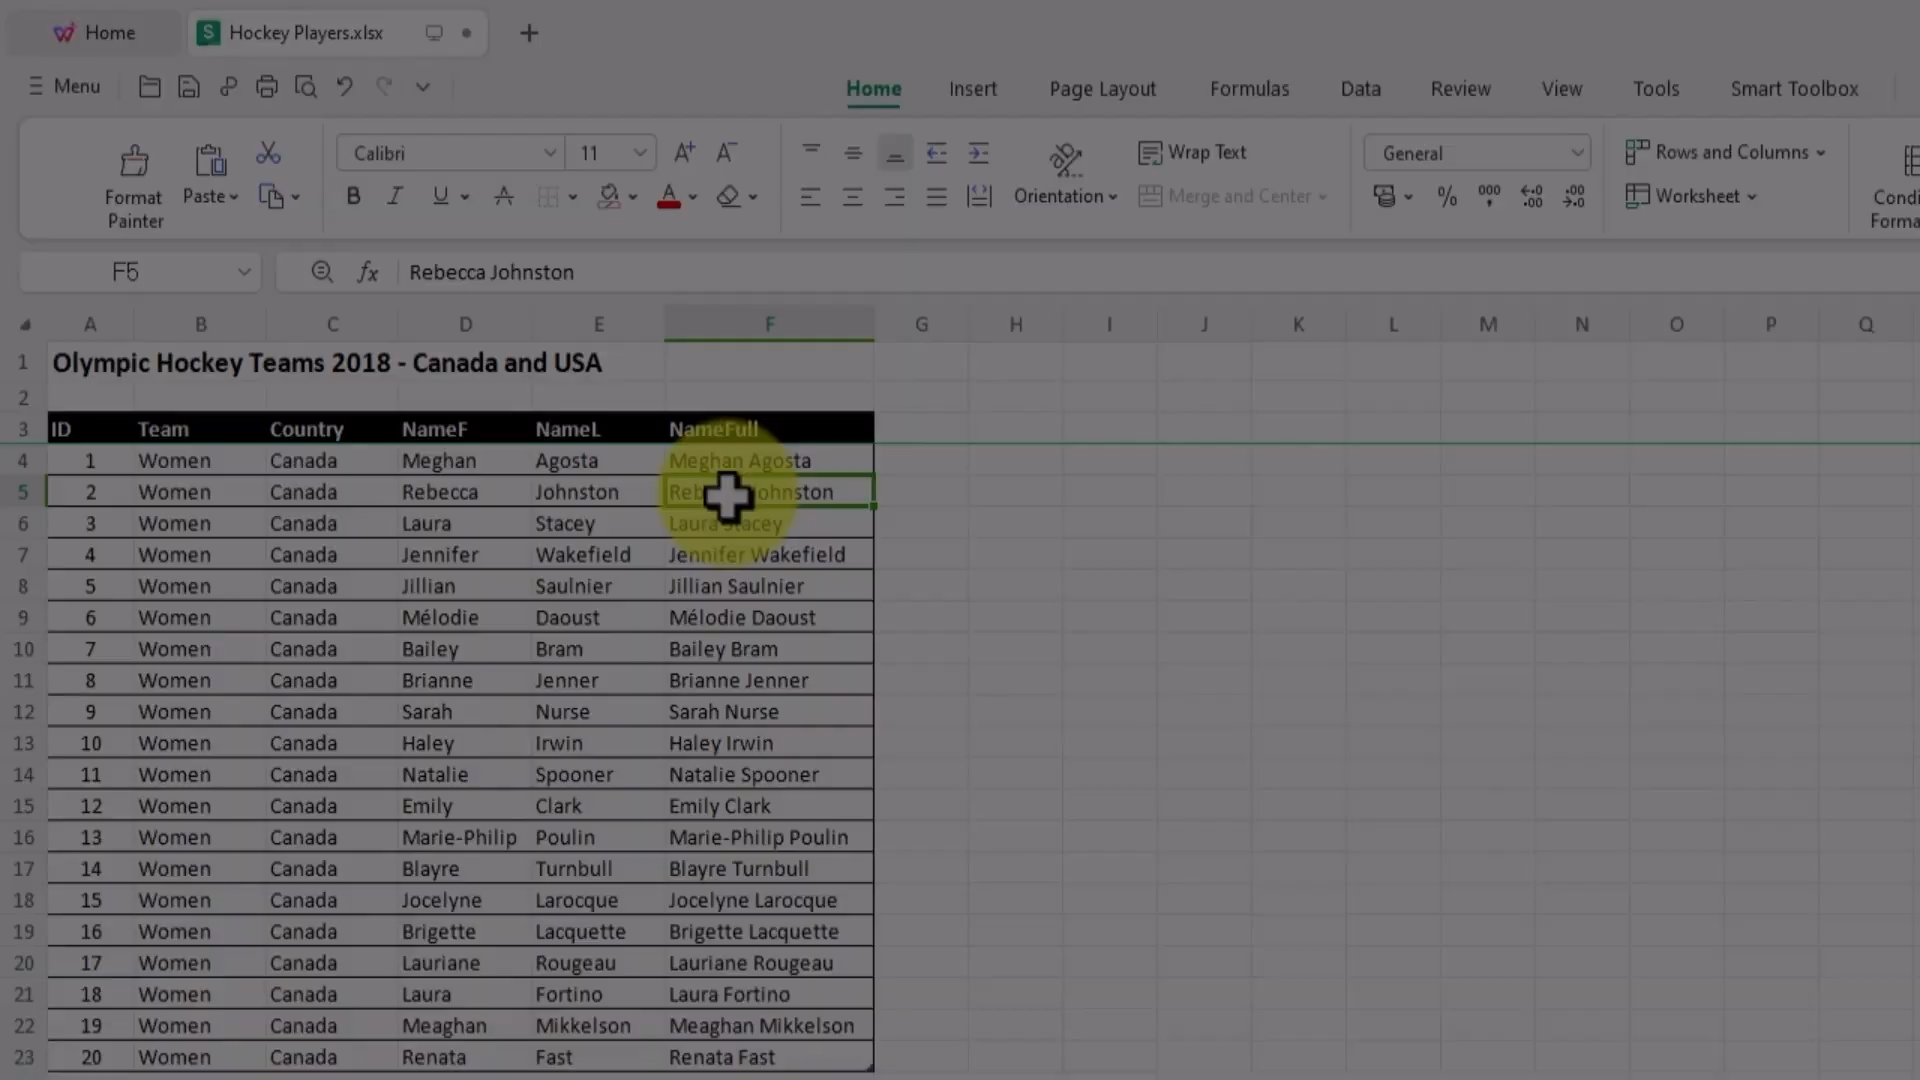 Home Hockey Players.xlsx
Menu Home Insert Page Layout Formulas Data Review View Tools Smart Toolbox
Calibri 11 Wrap Text General Rows and Columns
Format Painter Paste B I U A A Orientation Merge and Center % 000 Worksheet
F5 fx Rebecca Johnston
A B C D E F G H I J K L M N O P Q
1 Olympic Hockey Teams 2018 - Canada and USA
2
3 ID Team Country NameF NameL NameFull
4 1 Women Canada Meghan Agosta Meghan Agosta
5 2 Women Canada Rebecca Johnston
6 3 Women Canada Laura Stacey Laura Stacey
7 4 Women Canada Jennifer Wakefield Jennifer Wakefield
8 5 Women Canada Jillian Saulnier Jillian Saulnier
9 6 Women Canada Mélodie Daoust Mélodie Daoust
10 7 Women Canada Bailey Bram Bailey Bram
11 8 Women Canada Brianne Jenner Brianne Jenner
12 9 Women Canada Sarah Nurse Sarah Nurse
13 10 Women Canada Haley Irwin Haley Irwin
14 11 Women Canada Natalie Spooner Natalie Spooner
15 12 Women Canada Emily Clark Emily Clark
16 13 Women Canada Marie-Philip Poulin Marie-Philip Poulin
17 14 Women Canada Blayre Turnbull Blayre Turnbull
18 15 Women Canada Jocelyne Larocque Jocelyne Larocque
19 16 Women Canada Brigette Lacquette Brigette Lacquette
20 17 Women Canada Lauriane Rougeau Lauriane Rougeau
21 18 Women Canada Laura Fortino Laura Fortino
22 19 Women Canada Meaghan Mikkelson Meaghan Mikkelson
23 20 Women Canada Renata Fast Renata Fast